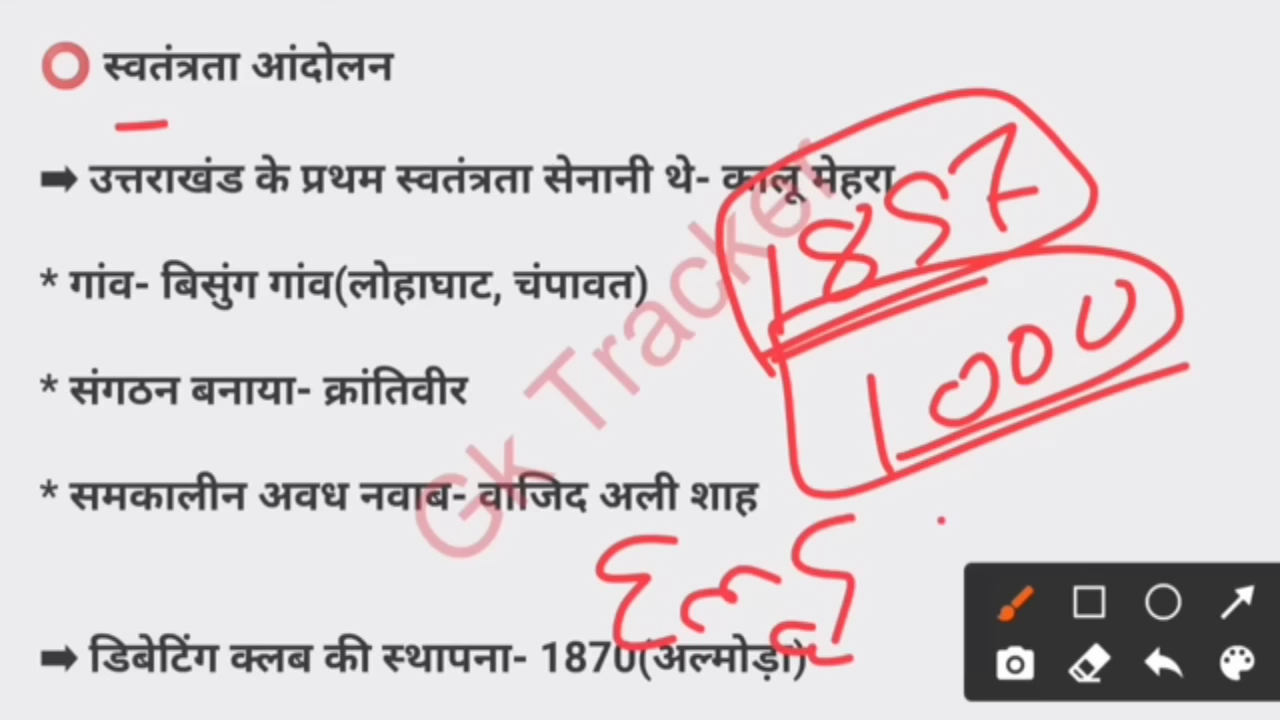 स्वतंत्रता आंदोलन
➡ उत्तराखंड के प्रथम स्वतंत्रता सेनानी थे- कालू मेहरा
1857
* गांव- बिसुंग गांव(लोहाघाट, चंपावत)
1000
* संगठन बनाया- क्रांतिवीर
* समकालीन अवध नवाब- वाजिद अली शाह
➡ डिबेटिंग क्लब की स्थापना- 1870(अल्मोड़ा)
Gk Tracker